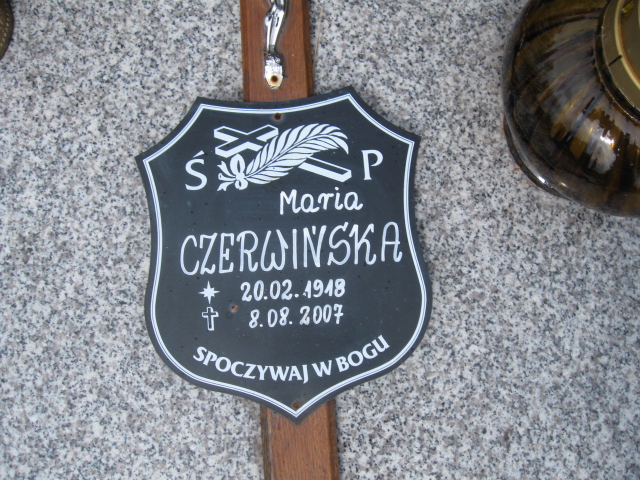 Ś P
Maria
CZERWIŃSKA
20.02.1918
8.08.2007
SPOCZYWAJ W BOGU